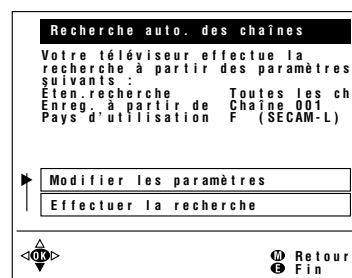 Recherche auto. des chaînes
Votre téléviseur effectue la
recherche à partir des paramètres
suivants :
Éten.recherche Toutes les ch
Enreg. à partir de Chaîne 001
Pays d'utilisation F (SECAM-L)
Modifier les paramètres
Effectuer la recherche
OK
M Retour
E Fin